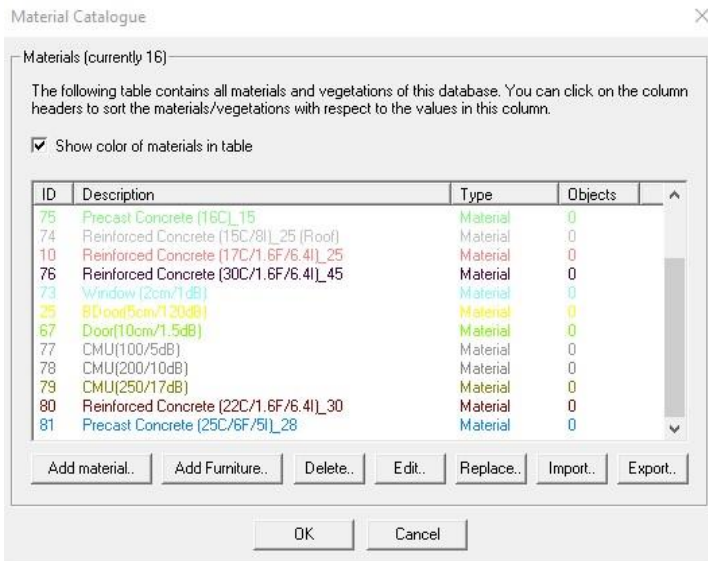 Material Catalogue
Materials (currently 16)
The following table contains all materials and vegetations of this database. You can click on the column
headers to sort the materials/vegetations with respect to the values in this column.
Show color of materials in table
ID Description Type Objects
75 Precast Concrete (16C)_15 Material 0
74 Reinforced Concrete (15C/8I)_25 (Roof) Material 0
10 Reinforced Concrete (17C/1.6F/6.4I)_25 Material 0
76 Reinforced Concrete (30C/1.6F/6.4I)_45 Material 0
73 Window (2cm/1dB) Material 0
25 BDoor(5cm/120dB) Material 0
67 Door(10cm/1.5dB) Material 0
77 CMU(100/5dB) Material 0
78 CMU(200/10dB) Material 0
79 CMU(250/17dB) Material 0
80 Reinforced Concrete (22C/1.6F/6.4I)_30 Material 0
81 Precast Concrete (25C/6F/5I)_28 Material 0
Add material.. Add Furniture.. Delete.. Edit.. Replace.. Import.. Export..
OK Cancel